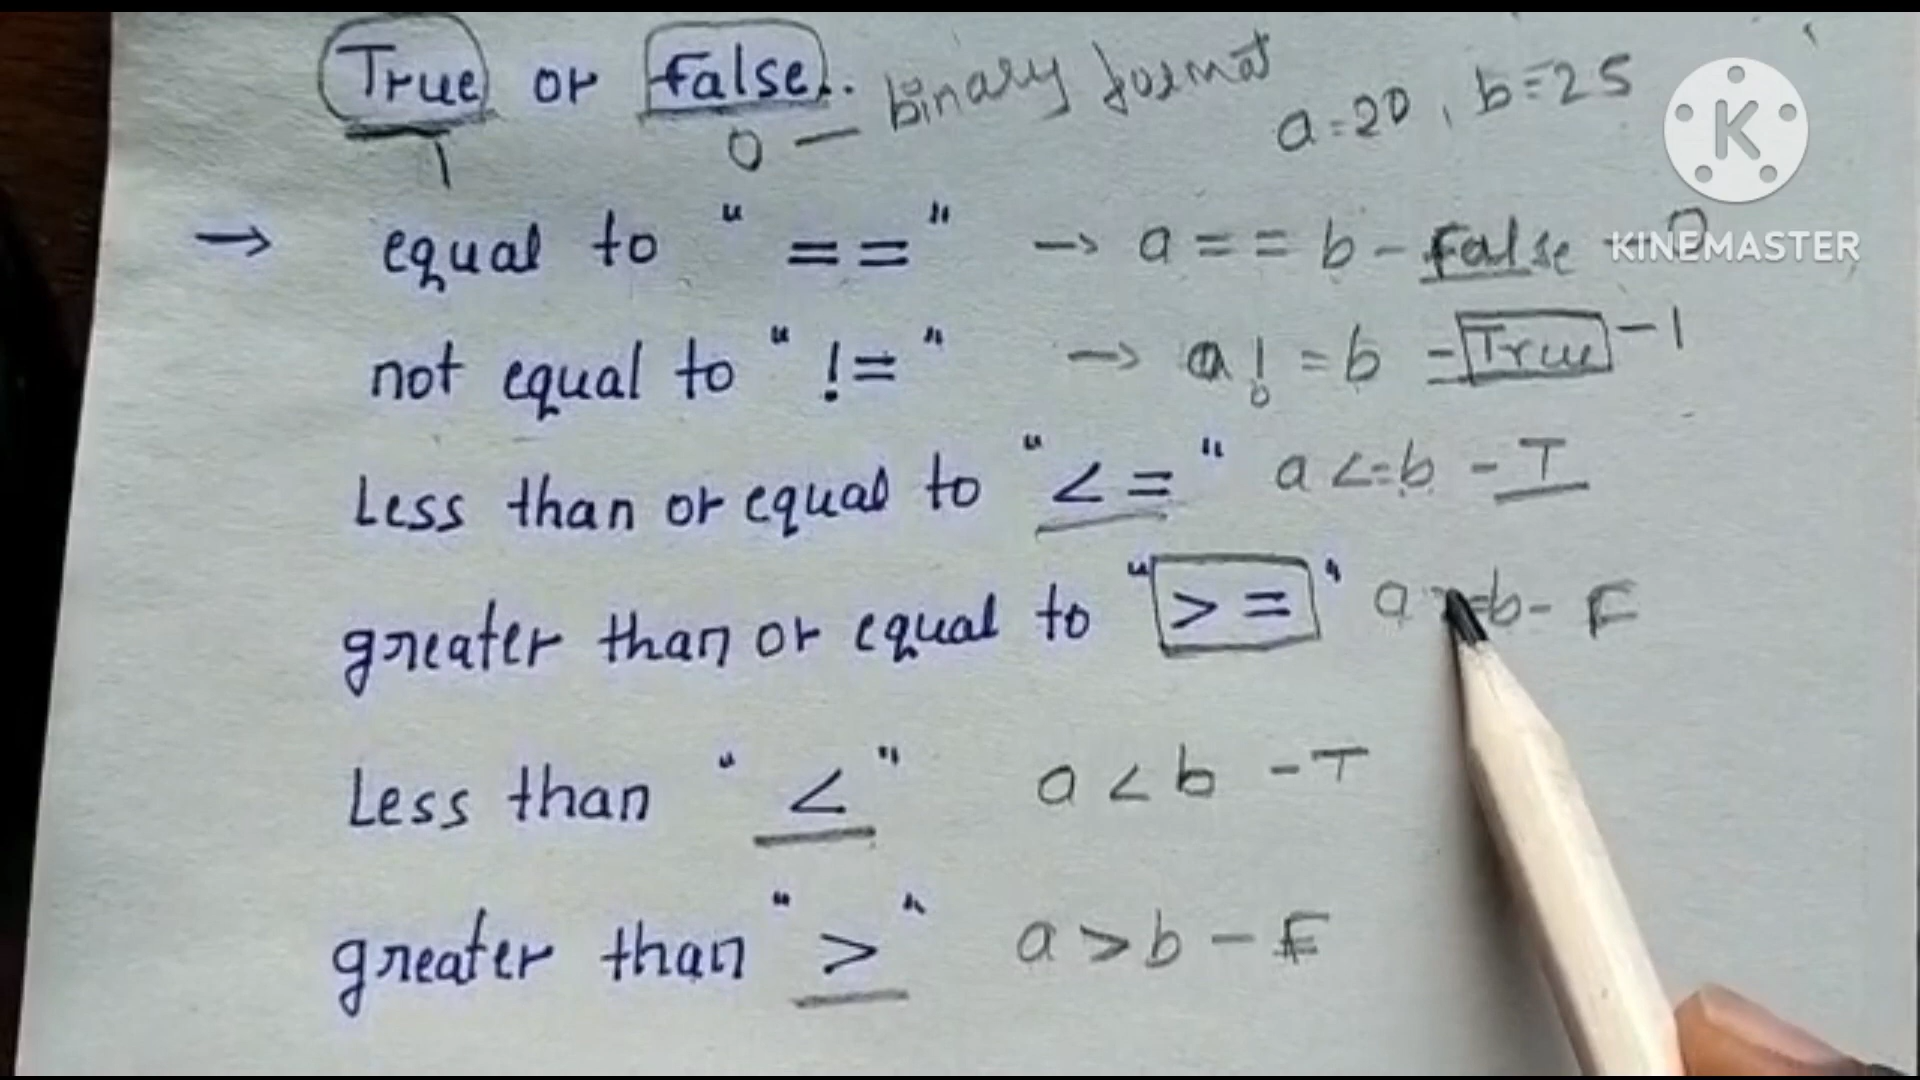 True or False. 
1 0 — binary format
a=20, b=25
K
KINEMASTER
→ equal to "==" → a==b - False - 0
not equal to "!=" → a!=b - True - 1
Less than or equal to "<=" a<=b - T
greater than or equal to ">=" a>=b - F
Less than "<" a<b - T
greater than ">" a>b - F